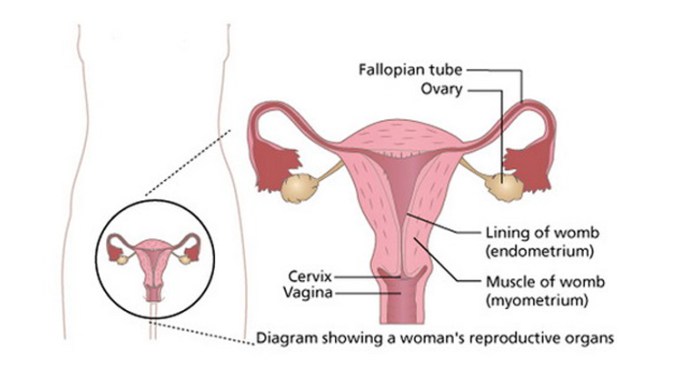 Fallopian tube
Ovary
Lining of womb
(endometrium)
Cervix
Vagina
Muscle of womb
(myometrium)
Diagram showing a woman's reproductive organs